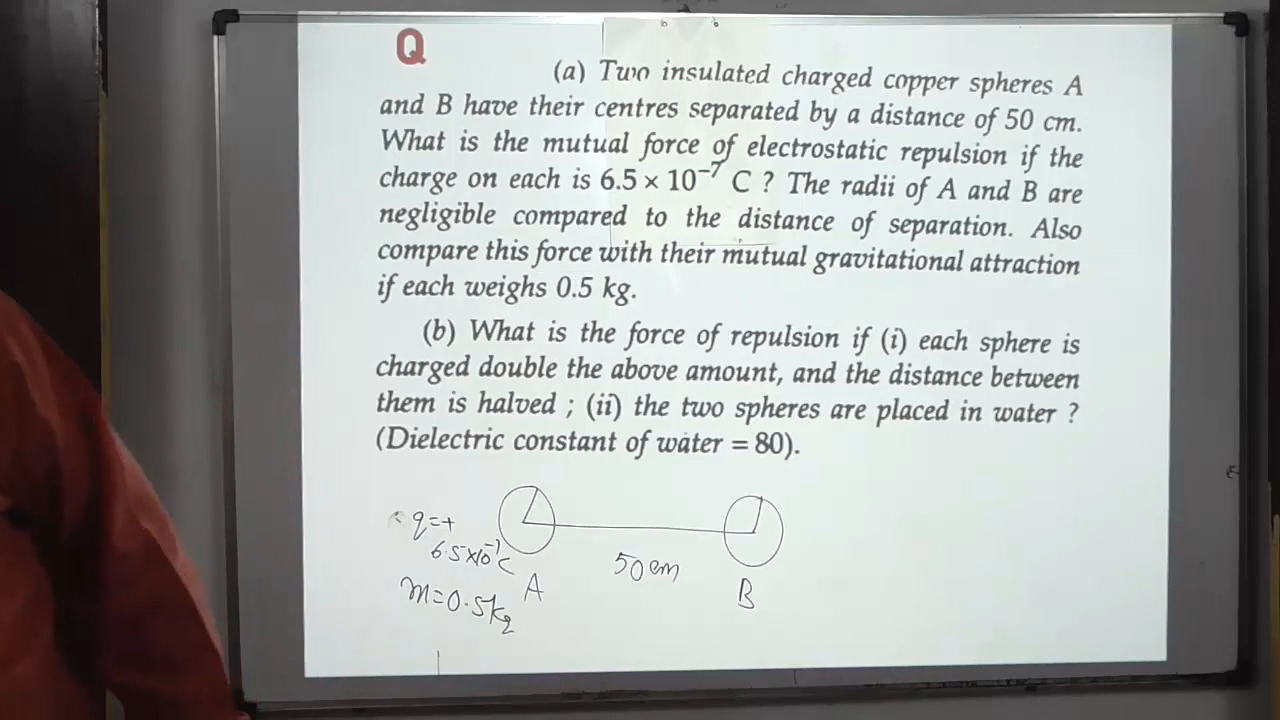 Q
(a) Two insulated charged copper spheres A
and B have their centres separated by a distance of 50 cm.
What is the mutual force of electrostatic repulsion if the
charge on each is 6.5 × 10⁻⁷ C ? The radii of A and B are
negligible compared to the distance of separation. Also
compare this force with their mutual gravitational attraction
if each weighs 0.5 kg.
(b) What is the force of repulsion if (i) each sphere is
charged double the above amount, and the distance between
them is halved ; (ii) the two spheres are placed in water ?
(Dielectric constant of water = 80).
q=+
6.5×10⁻⁷C
50cm
A
B
m=0.5kg